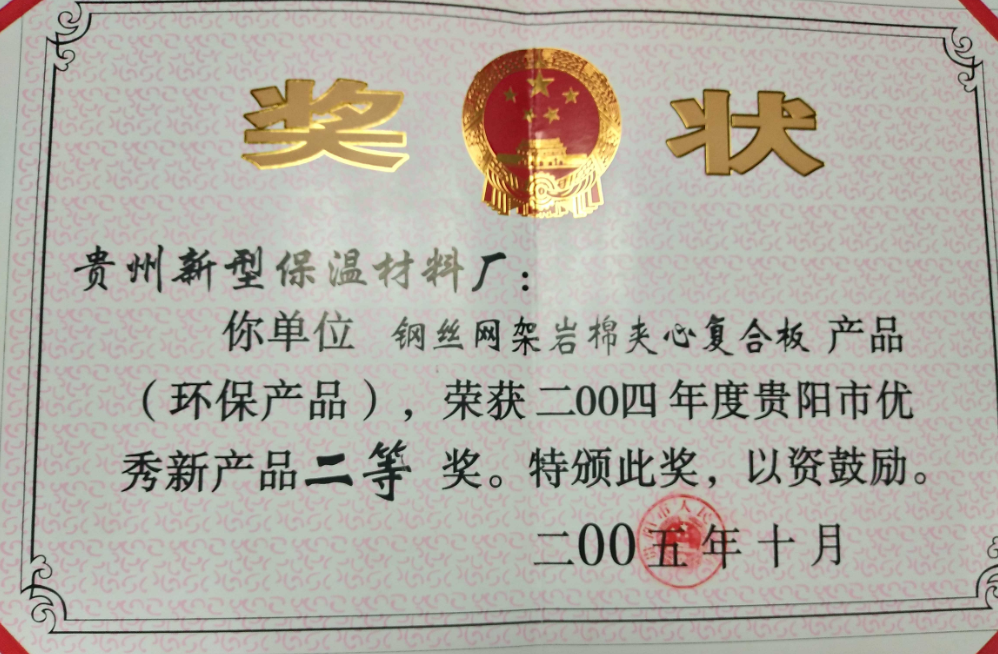 奖状
贵州新型保温材料厂：
你单位 钢丝网架岩棉夹心复合板 产品
（环保产品），荣获二00四年度贵阳市优
秀新产品二等 奖。特颁此奖，以资鼓励。
二00五年十月
市人民